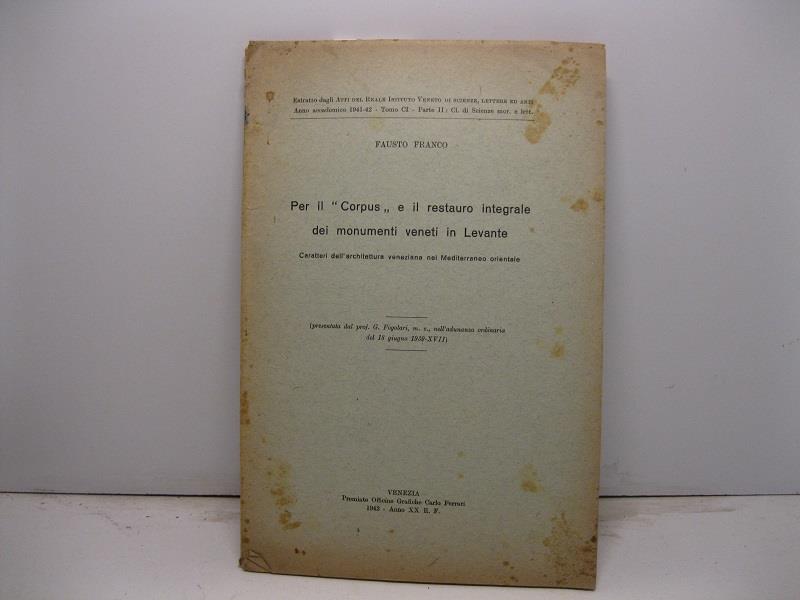 Estratto dagli ATTI DEL REALE ISTITUTO VENETO DI SCIENZE, LETTERE ED ARTI
Anno accademico 1941-42 - Tomo CI - Parte II: Cl. di Scienze mor. e lett.
FAUSTO FRANCO
Per il " Corpus „ e il restauro integrale
dei monumenti veneti in Levante
Caratteri dell'architettura veneziana nel Mediterraneo orientale
(presentata dal prof. G. Fogolari, m. e., nell'adunanza ordinaria
del 18 giugno 1939-XVII)
VENEZIA
Premiate Officine Grafiche Carlo Ferrari
1942 - Anno XX E. F.